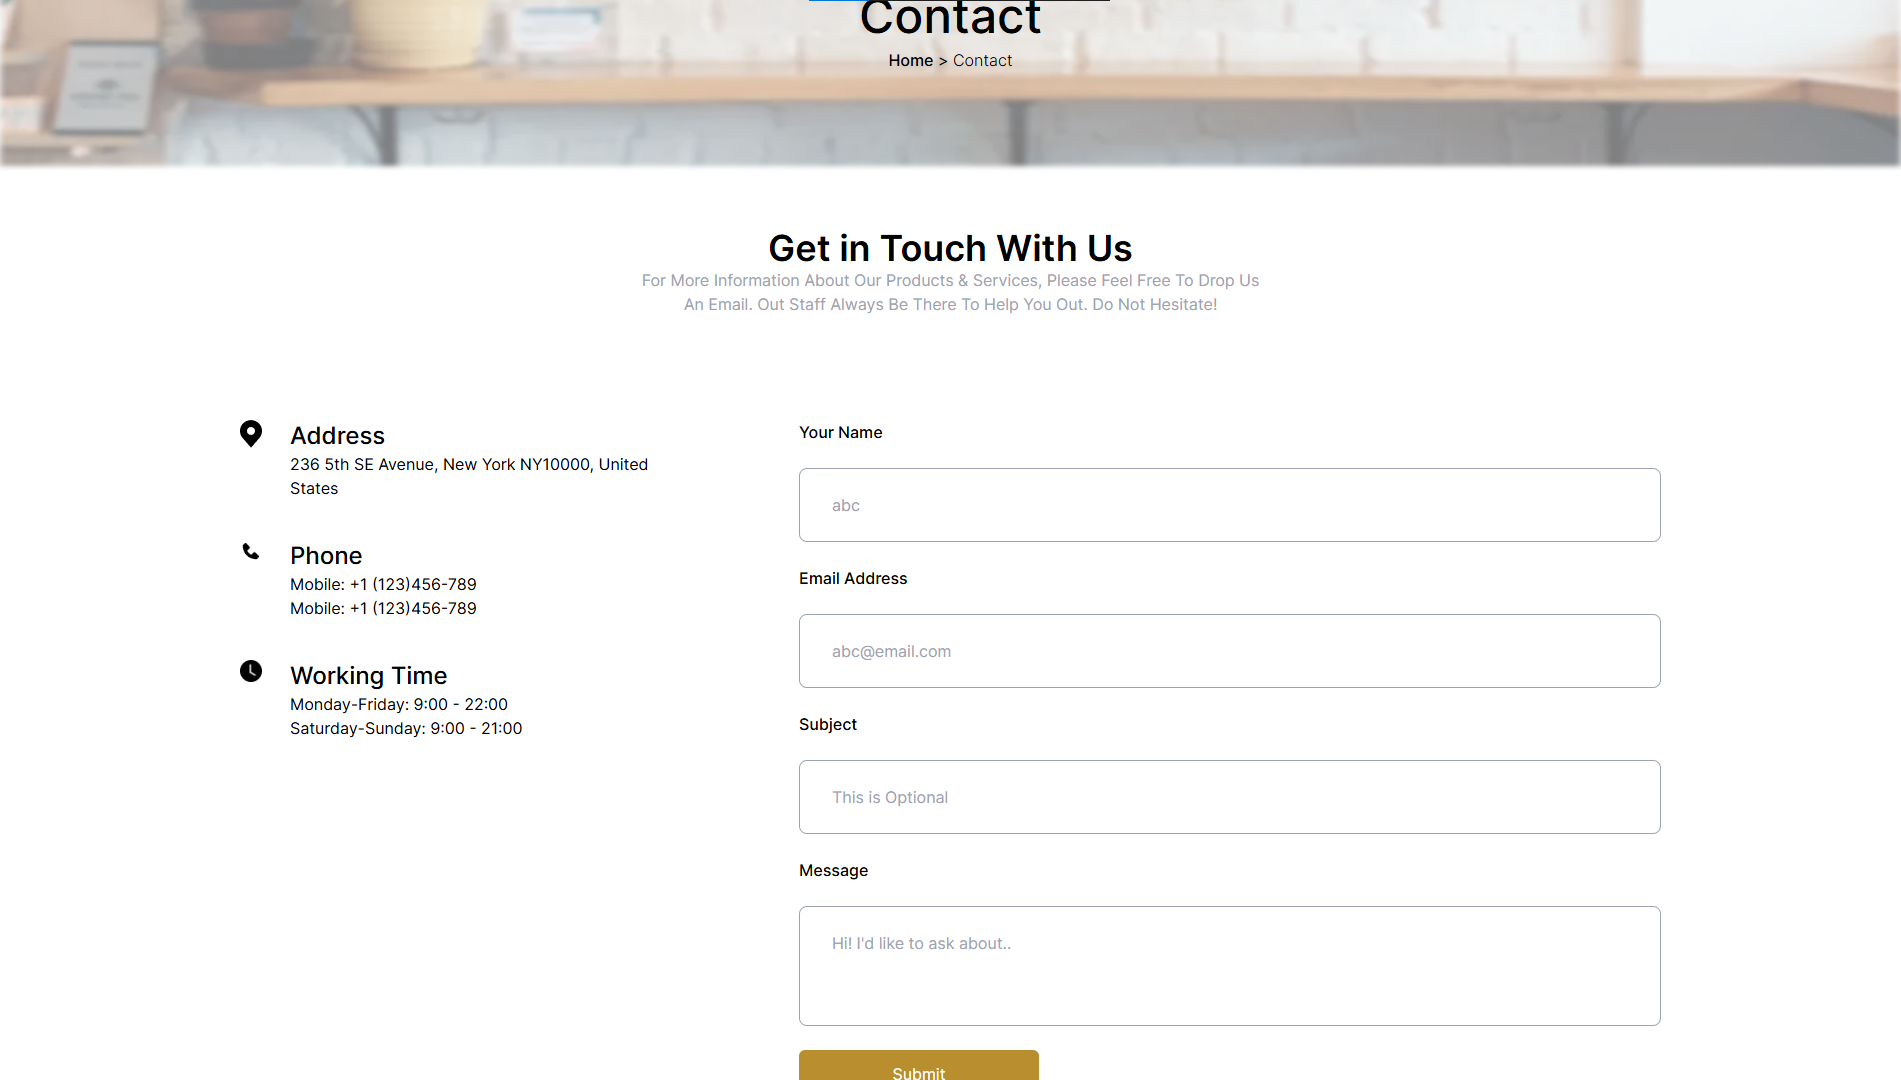 Contact
Home > Contact
Get in Touch With Us
For More Information About Our Products & Services, Please Feel Free To Drop Us
An Email. Out Staff Always Be There To Help You Out. Do Not Hesitate!
Address
236 5th SE Avenue, New York NY10000, United
States
Phone
Mobile: +1 (123)456-789
Mobile: +1 (123)456-789
Working Time
Monday-Friday: 9:00 - 22:00
Saturday-Sunday: 9:00 - 21:00
Your Name
abc
Email Address
abc@email.com
Subject
This is Optional
Message
Hi! I'd like to ask about..
Submit